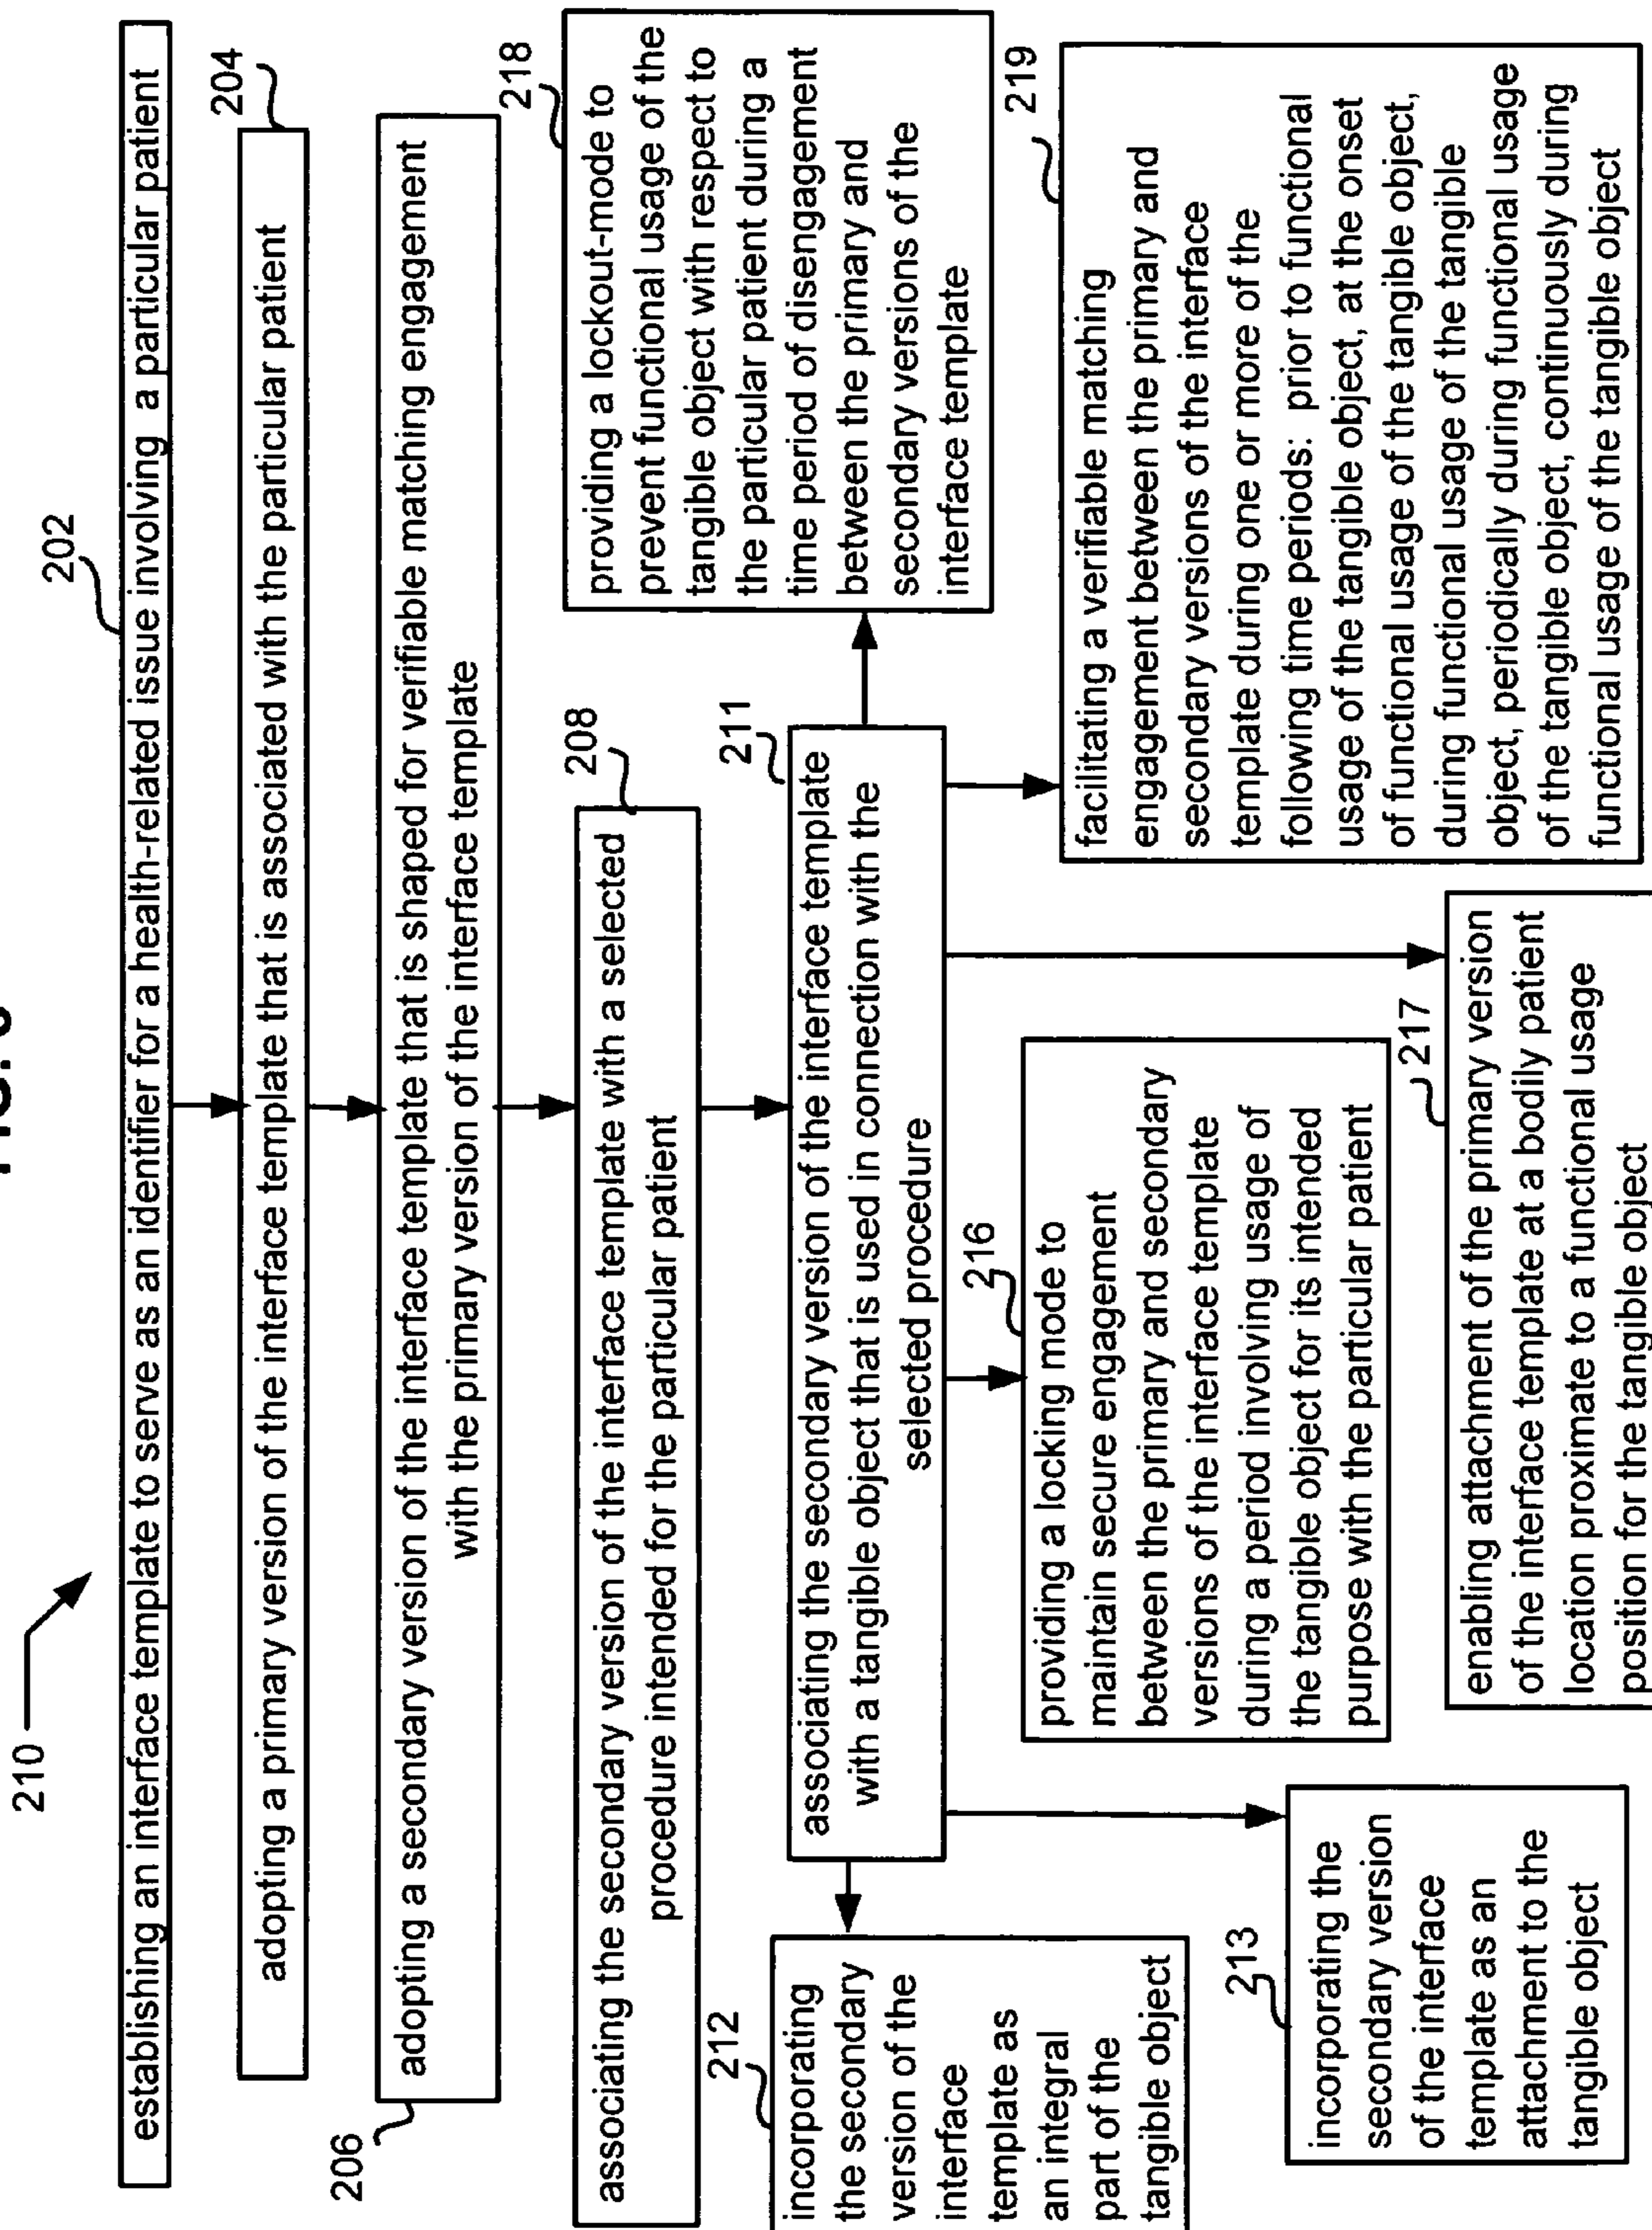 210
202
establishing an interface template to serve as an identifier for a health-related issue involving a particular patient
204
adopting a primary version of the interface template that is associated with the particular patient
206
adopting a secondary version of the interface template that is shaped for verifiable matching engagement
with the primary version of the interface template
208
associating the secondary version of the interface template with a selected
procedure intended for the particular patient
211
associating the secondary version of the interface template
with a tangible object that is used in connection with the
selected procedure
212
incorporating
the secondary
version of the
interface
template as
an integral
part of the
tangible object
213
incorporating the
secondary version
of the interface
template as an
attachment to the
tangible object
216
providing a locking mode to
maintain secure engagement
between the primary and secondary
versions of the interface template
during a period involving usage of
the tangible object for its intended
purpose with the particular patient
217
enabling attachment of the primary version
of the interface template at a bodily patient
location proximate to a functional usage
position for the tangible object
218
providing a lockout-mode to
prevent functional usage of the
tangible object with respect to
the particular patient during a
time period of disengagement
between the primary and
secondary versions of the
interface template
219
facilitating a verifiable matching
engagement between the primary and
secondary versions of the interface
template during one or more of the
following time periods: prior to functional
usage of the tangible object, at the onset
of functional usage of the tangible object,
during functional usage of the tangible
object, periodically during functional usage
of the tangible object, continuously during
functional usage of the tangible object